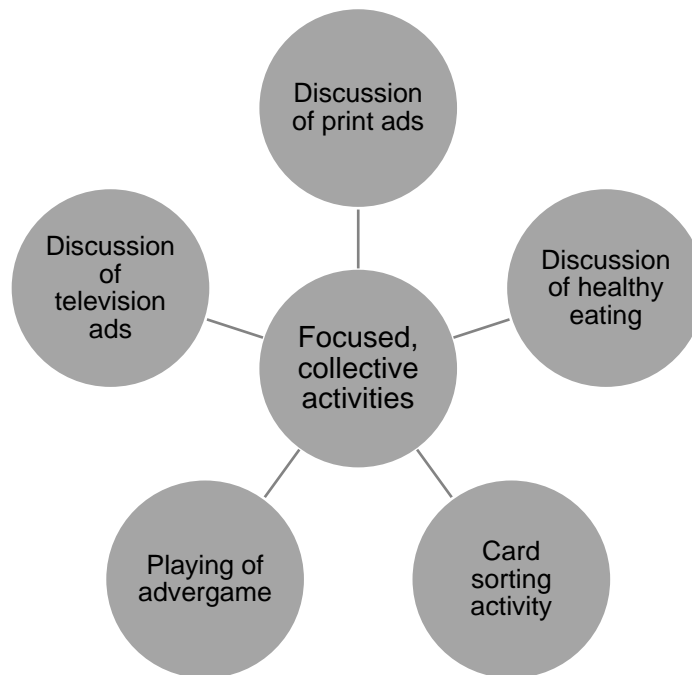 Discussion
of print ads
Discussion
of
television
ads
Discussion
of healthy
eating
Focused,
collective
activities
Playing of
advergame
Card
sorting
activity